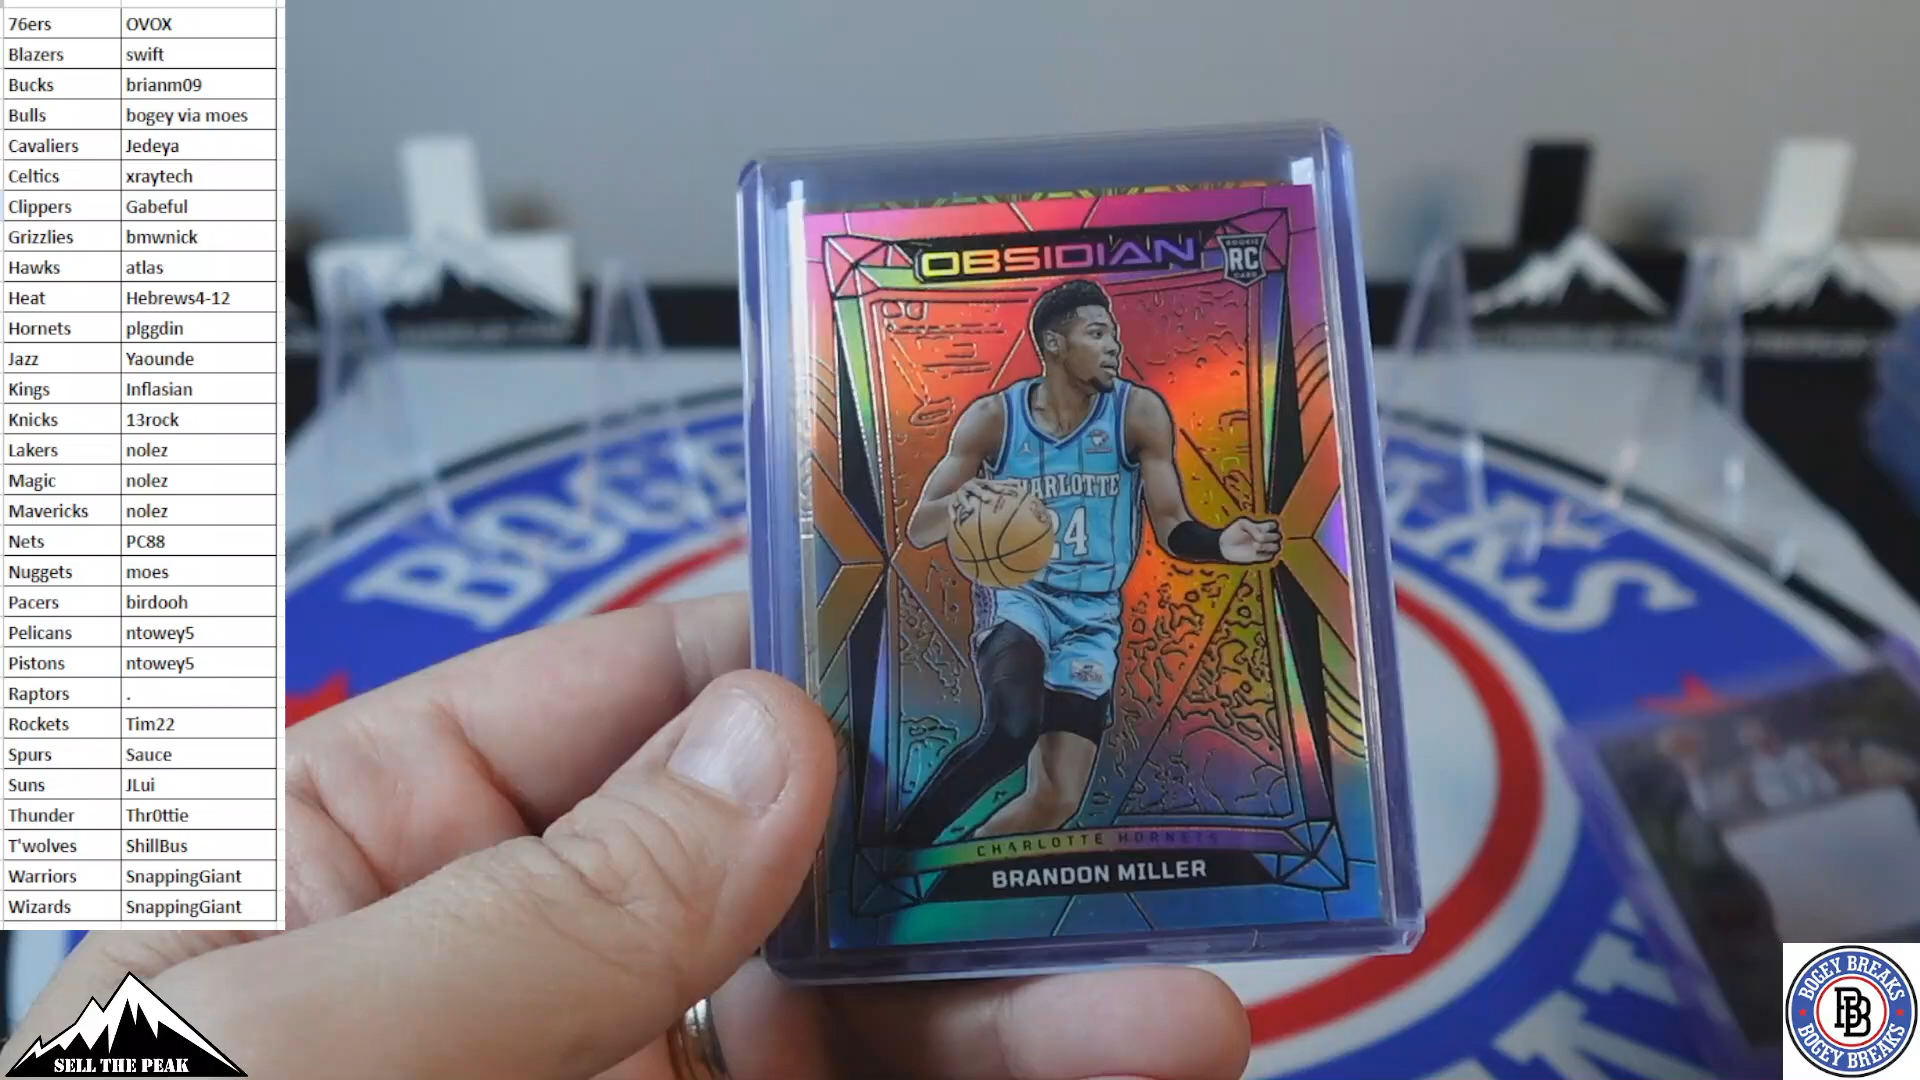 76ers OVOX
Blazers swift
Bucks brianm09
Bulls bogey via moes
Cavaliers Jedeya
Celtics xraytech
Clippers Gabeful
Grizzlies bmwnick
Hawks atlas
Heat Hebrews4-12
Hornets plggdin
Jazz Yaounde
Kings Inflasian
Knicks 13rock
Lakers nolez
Magic nolez
Mavericks nolez
Nets PC88
Nuggets moes
Pacers birdooh
Pelicans ntowey5
Pistons ntowey5
Raptors .
Rockets Tim22
Spurs Sauce
Suns JLui
Thunder Thr0ttie
T'wolves ShillBus
Warriors SnappingGiant
Wizards SnappingGiant
SELL THE PEAK
OBSIDIAN
ROOKIE
RC
CARD
CHARLOTTE
24
CHARLOTTE HORNETS
BRANDON MILLER
BOGEY BREAKS
BB
BOGEY BREAKS